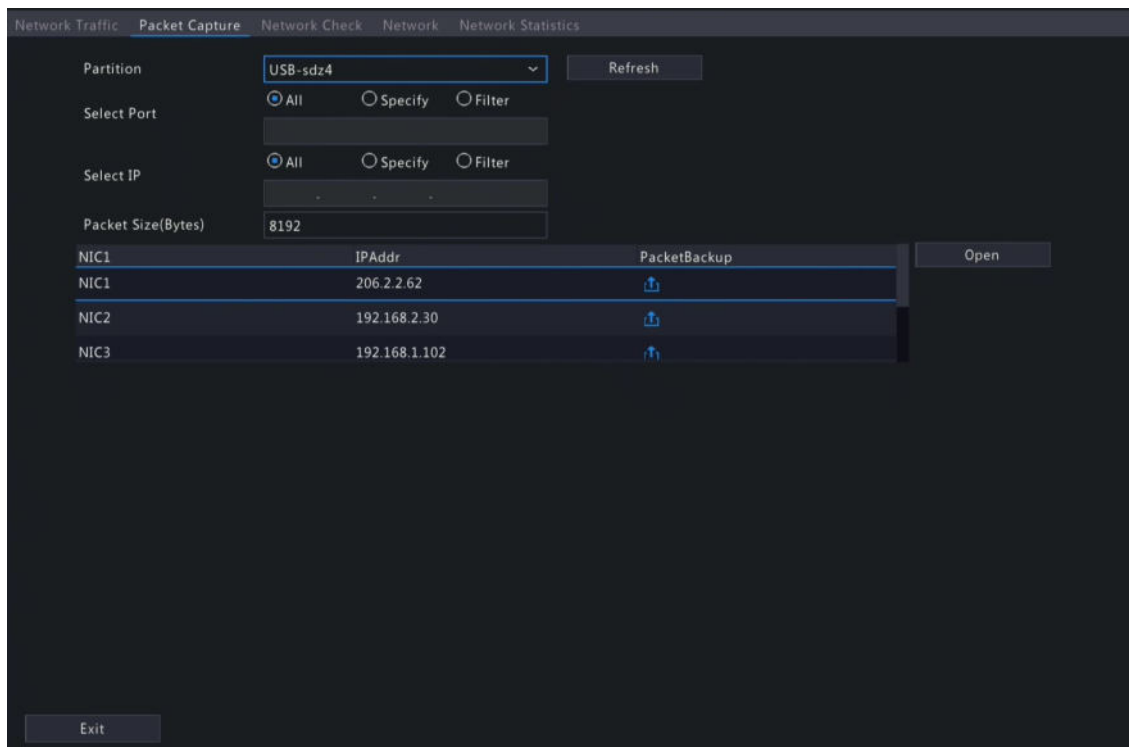 Network Traffic Packet Capture Network Check Network Network Statistics
Partition USB-sdz4 Refresh
Select Port All Specify Filter
Select IP All Specify Filter
. . .
Packet Size(Bytes) 8192
NIC1 IPAddr PacketBackup Open
NIC1 206.2.2.62
NIC2 192.168.2.30
NIC3 192.168.1.102
Exit